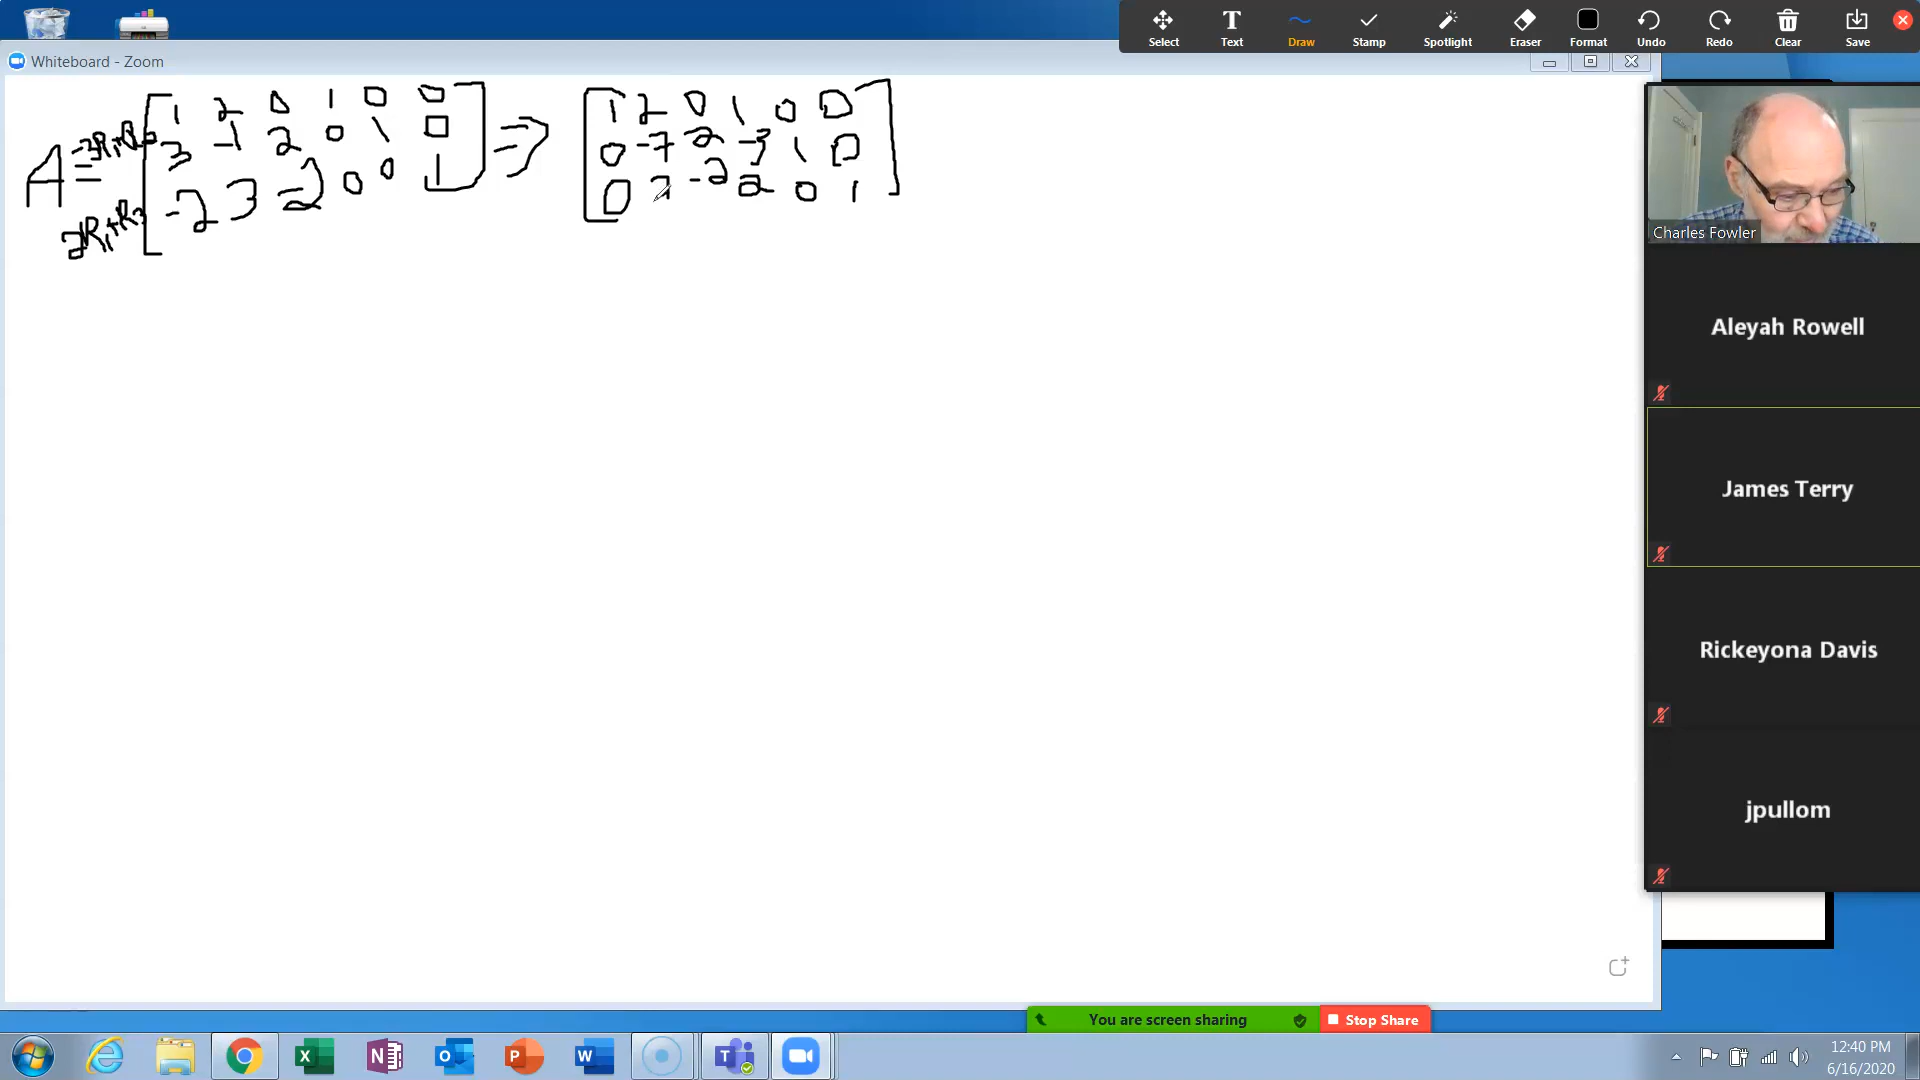 Select Text Draw Stamp Spotlight Eraser Format Undo Redo Clear Save
Whiteboard - Zoom
A =
-3R1+R2
2R1+R3
1 2 0 1 0 0
3 -1 2 0 1 0
-2 3 -2 0 0 1
⇒
1 2 0 1 0 0
0 -7 2 -3 1 0
0 7 -2 2 0 1
Charles Fowler
Aleyah Rowell
James Terry
Rickeyona Davis
jpullom
You are screen sharing Stop Share
12:40 PM
6/16/2020